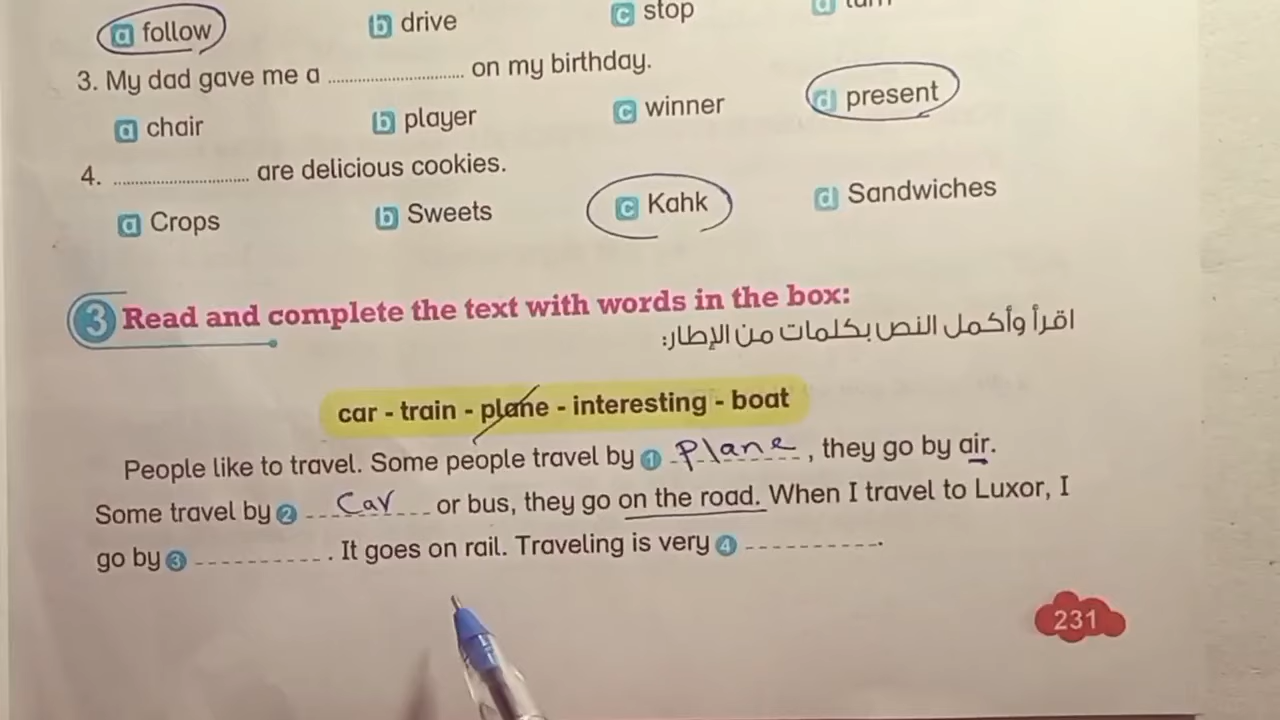 a follow b drive c stop d turn
3. My dad gave me a .............................. on my birthday.
a chair b player c winner d present
4. .............................. are delicious cookies.
a Crops b Sweets c Kahk d Sandwiches
3 Read and complete the text with words in the box:
اقرأ وأكمل النص بكلمات من الإطار:
car - train - plane - interesting - boat
People like to travel. Some people travel by 1 Plane, they go by air.
Some travel by 2 Car or bus, they go on the road. When I travel to Luxor, I
go by 3 __________. It goes on rail. Traveling is very 4 __________.
231